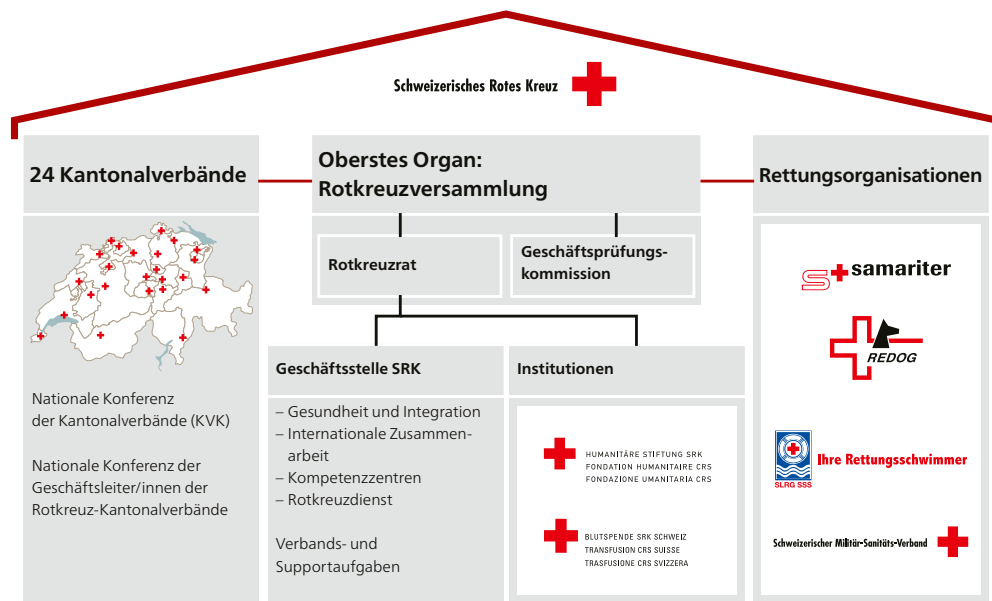 Schweizerisches Rotes Kreuz
24 Kantonalverbände
Nationale Konferenz
der Kantonalverbände (KVK)
Nationale Konferenz der
Geschäftsleiter/innen der
Rotkreuz-Kantonalverbände
Oberstes Organ:
Rotkreuzversammlung
Rotkreuzrat
Geschäftsprüfungs-
kommission
Geschäftsstelle SRK
– Gesundheit und Integration
– Internationale Zusammen-
arbeit
– Kompetenzzentren
– Rotkreuzdienst
Verbands- und
Supportaufgaben
Institutionen
HUMANITÄRE STIFTUNG SRK
FONDATION HUMANITAIRE CRS
FONDAZIONE UMANITARIA CRS
BLUTSPENDE SRK SCHWEIZ
TRANSFUSION CRS SUISSE
TRASFUSIONE CRS SVIZZERA
Rettungsorganisationen
s samariter
REDOG
SLRG SSS
Ihre Rettungsschwimmer
Schweizerischer Militär-Sanitäts-Verband